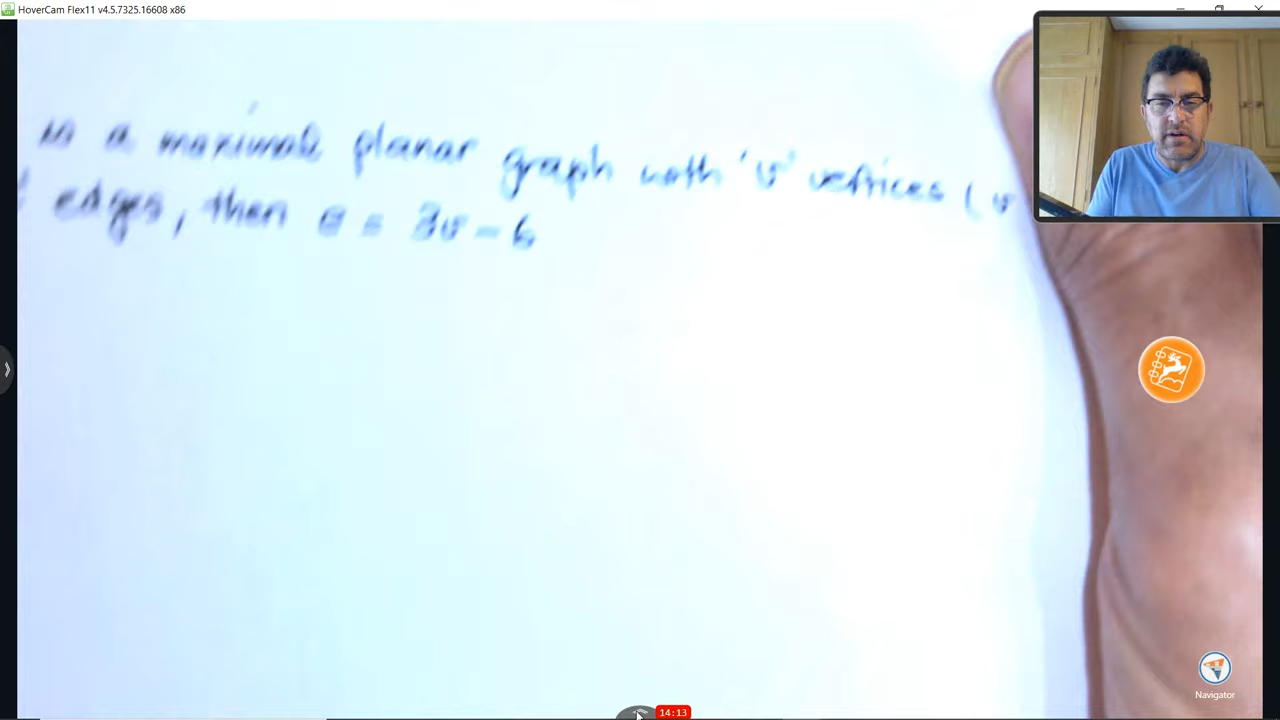 HoverCam Flex11 v4.5.7325.16608 x86
is a maximal planar graph with 'v' vertices ( v
edges, then e = 3v - 6
Navigator
14:13